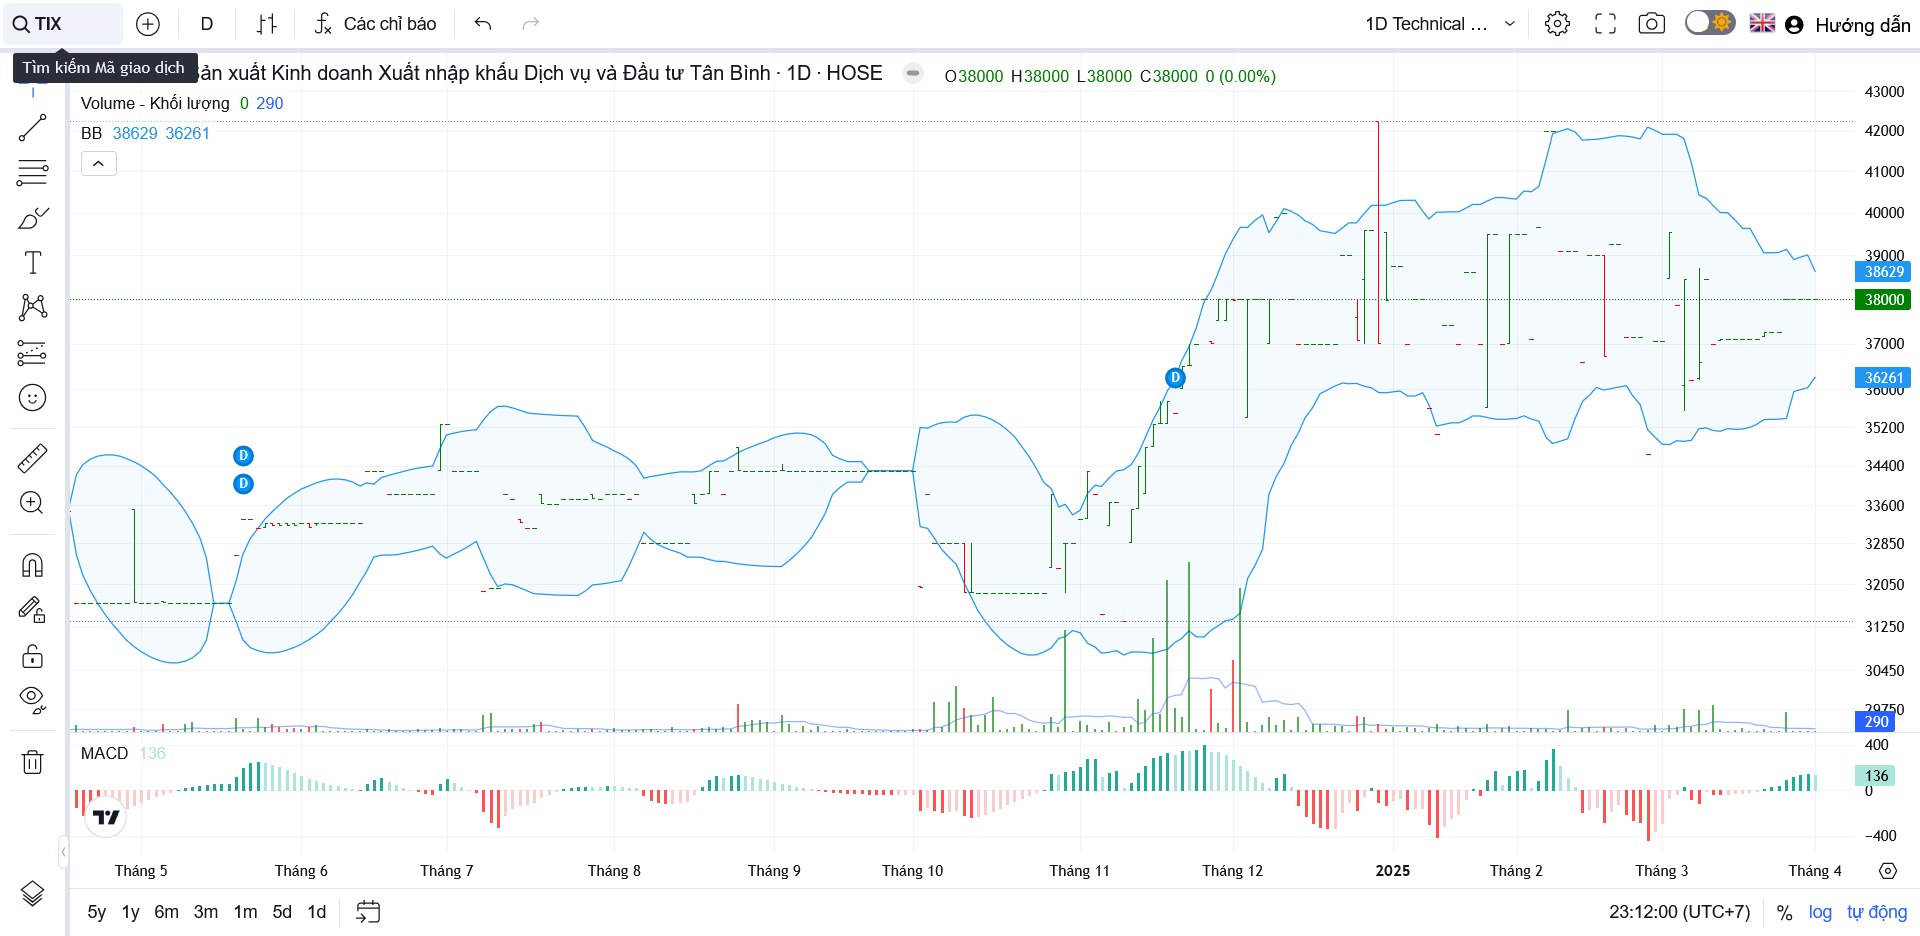 TIX
D
Các chỉ báo
1D Technical ...
Hướng dẫn
Tìm kiếm Mã giao dịch
ản xuất Kinh doanh Xuất nhập khẩu Dịch vụ và Đầu tư Tân Bình · 1D · HOSE
O38000 H38000 L38000 C38000 0 (0.00%)
Volume - Khối lượng 0 290
BB 38629 36261
43000
42000
41000
40000
39000
38629
38000
37000
36261
36000
35200
34400
33600
32850
32050
31250
30450
29750
290
D
D
D
MACD 136
400
136
0
−400
Tháng 5
Tháng 6
Tháng 7
Tháng 8
Tháng 9
Tháng 10
Tháng 11
Tháng 12
2025
Tháng 2
Tháng 3
Tháng 4
5y 1y 6m 3m 1m 5d 1d
23:12:00 (UTC+7)
%
log
tự động